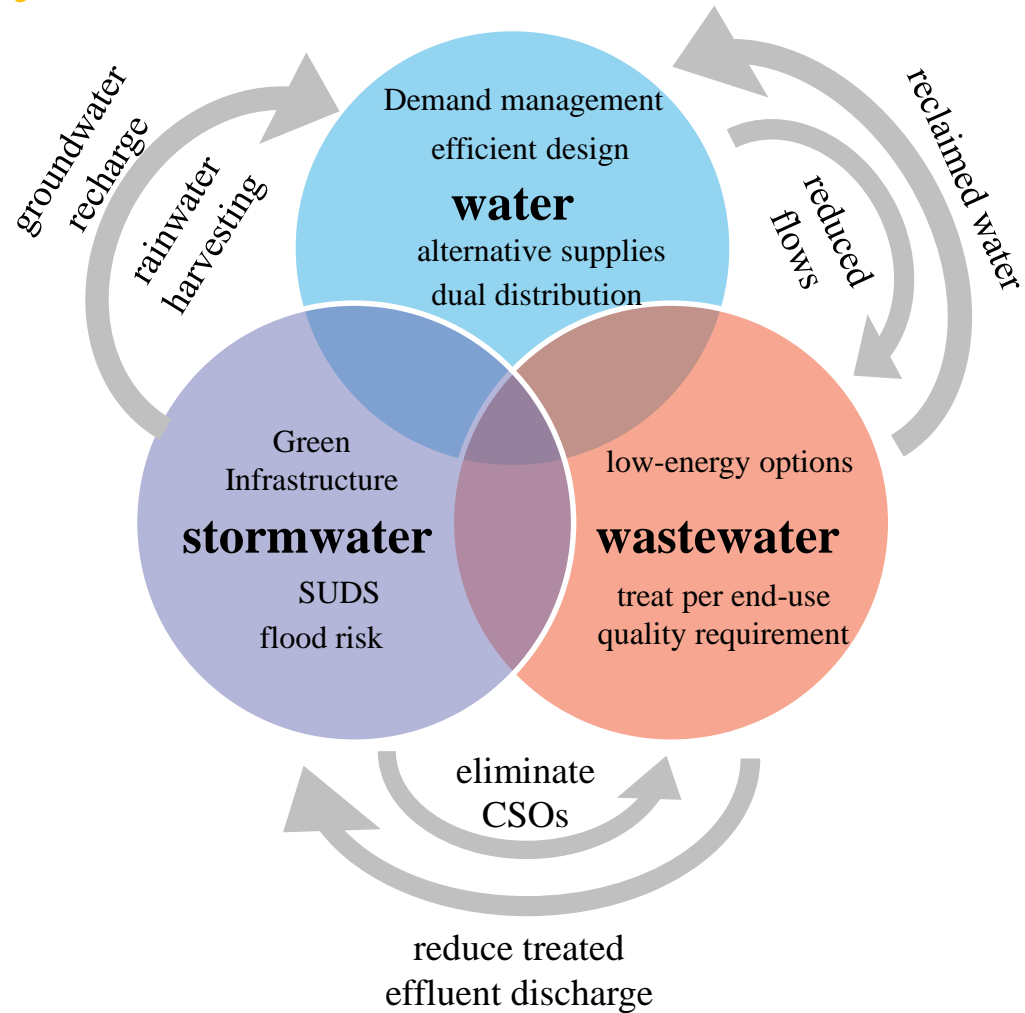 groundwater
recharge
rainwater
harvesting
Demand management
efficient design
water
alternative supplies
dual distribution
reduced
flows
reclaimed water
Green
Infrastructure
stormwater
SUDS
flood risk
low-energy options
wastewater
treat per end-use
quality requirement
eliminate
CSOs
reduce treated
effluent discharge